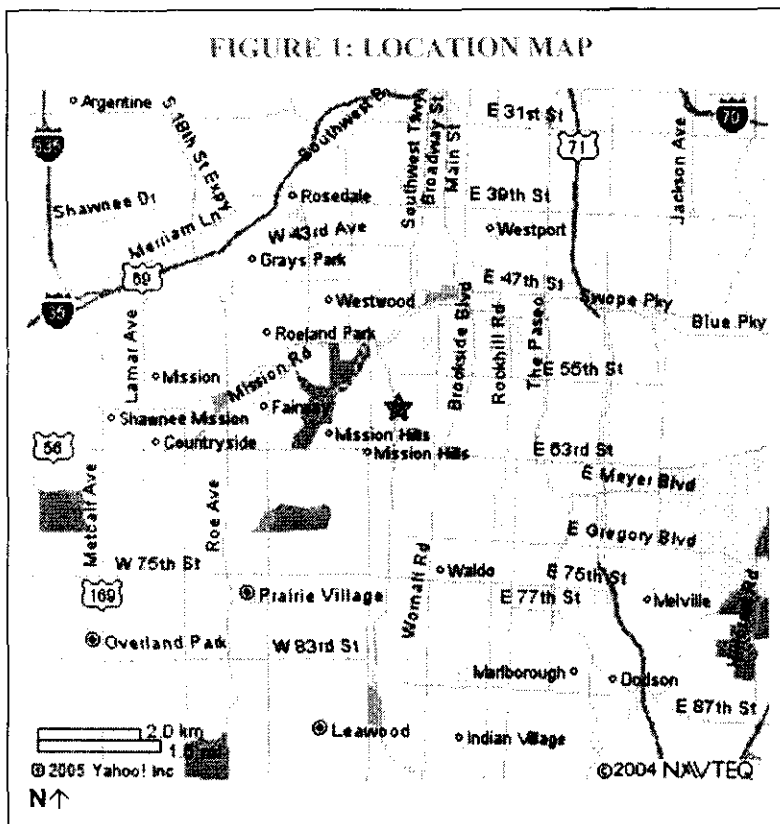 FIGURE 1: LOCATION MAP
Argentine
S 18th St Expy
Southwest Tfwy
Broadway St
Main St
E 31st St
70
635
71
Jackson Ave
Shawnee Dr
Rosedale
E 39th St
Merriam Ln
W 43rd Ave
Westport
Grays Park
69
E 47th St
35
Westwood
Swope Pky
Blue Pky
Lamar Ave
Roeland Park
Brookside Blvd
Rockhill Rd
The Paseo
Mission Rd
E 55th St
Mission
Fairway
Shawnee Mission
Mission Hills
56
Countryside
Mission Hills
E 63rd St
E Meyer Blvd
Metcalf Ave
Roe Ave
E Gregory Blvd
W 75th St
Wornall Rd
Waldo
E 75th St
169
Prairie Village
E 77th St
Melville
Overland Park
W 83rd St
Marlborough
Dodson
E 87th St
2.0 km
Leawood
Indian Village
© 2005 Yahoo! Inc
©2004 NAVTEQ
N↑